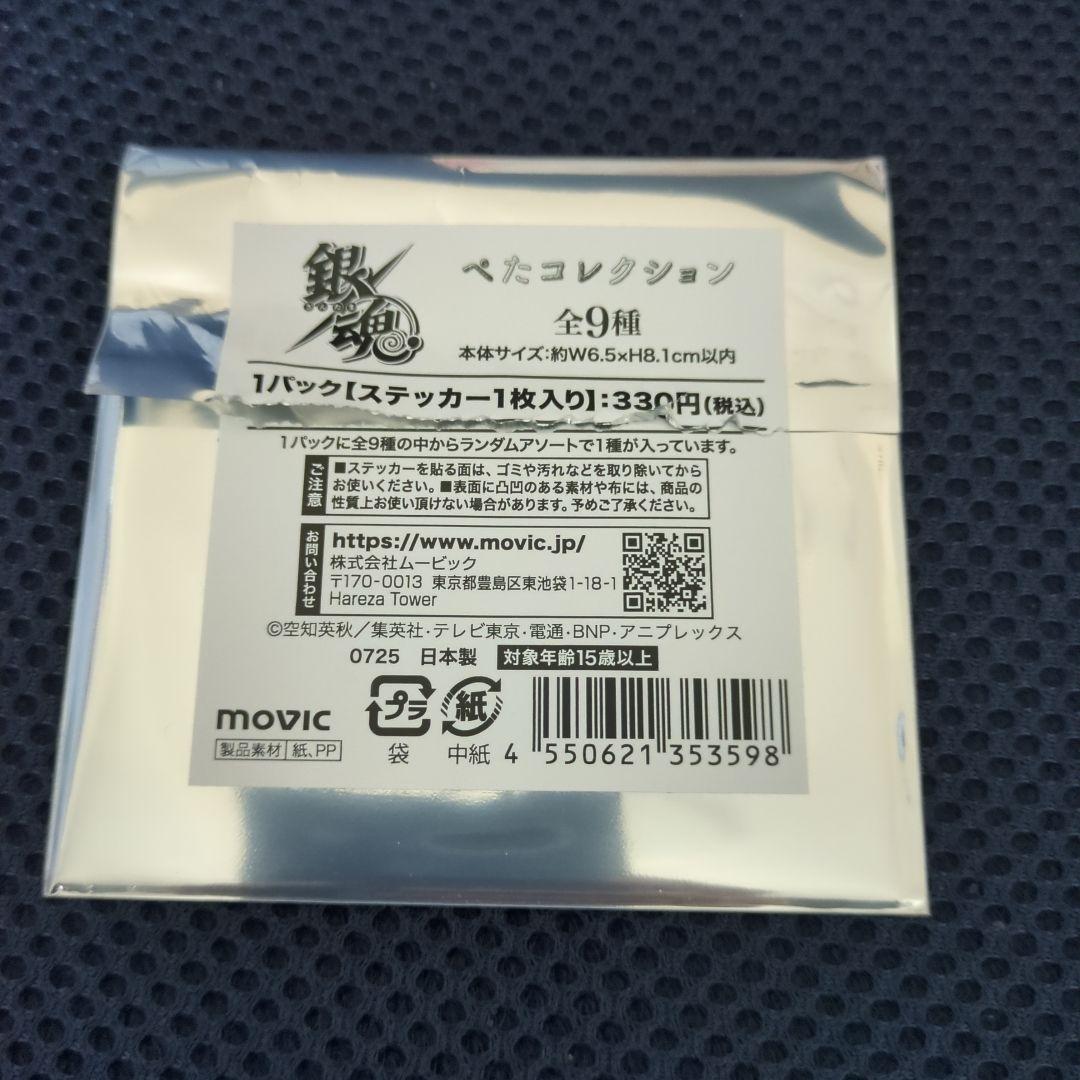 銀魂
ぎんたま
ぺたコレクション
全9種
本体サイズ:約W6.5×H8.1cm以内
1パック【ステッカー1枚入り】:330円(税込)
1パックに全9種の中からランダムアソートで1種が入っています。
ご注意
■ステッカーを貼る面は、ゴミや汚れなどを取り除いてから
お使いください。■表面に凸凹のある素材や布には、商品の
性質上お使い頂けない場合があります。予めご了承ください。
お問い合わせ
https://www.movic.jp/
株式会社ムービック
〒170-0013 東京都豊島区東池袋1-18-1
Hareza Tower
©空知英秋/集英社・テレビ東京・電通・BNP・アニプレックス
0725 日本製 対象年齢15歳以上
movic
製品素材 紙、PP
プラ
袋
紙
中紙
4 550621 353598